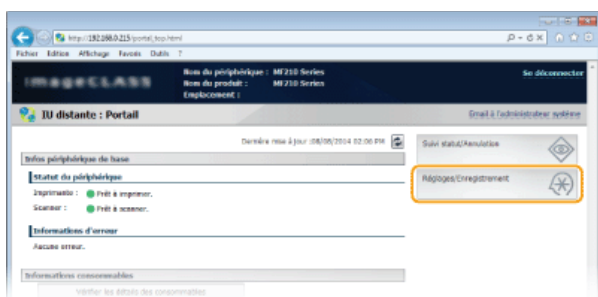 http://192.168.0.215/portal_top.html
Fichier Edition Affichage Favoris Outils ?
imageCLASS
Nom du périphérique : MF210 Series
Nom du produit : MF210 Series
Emplacement :
Se déconnecter
IU distante : Portail
Email à l'administrateur système
Dernière mise à jour :08/08/2014 02:06 PM
Infos périphérique de base
Statut du périphérique
Imprimante : Prêt à imprimer.
Scanner : Prêt à scanner.
Informations d'erreur
Aucune erreur.
Informations consommables
Vérifier les détails des consommables
Suivi statut/Annulation
Réglages/Enregistrement